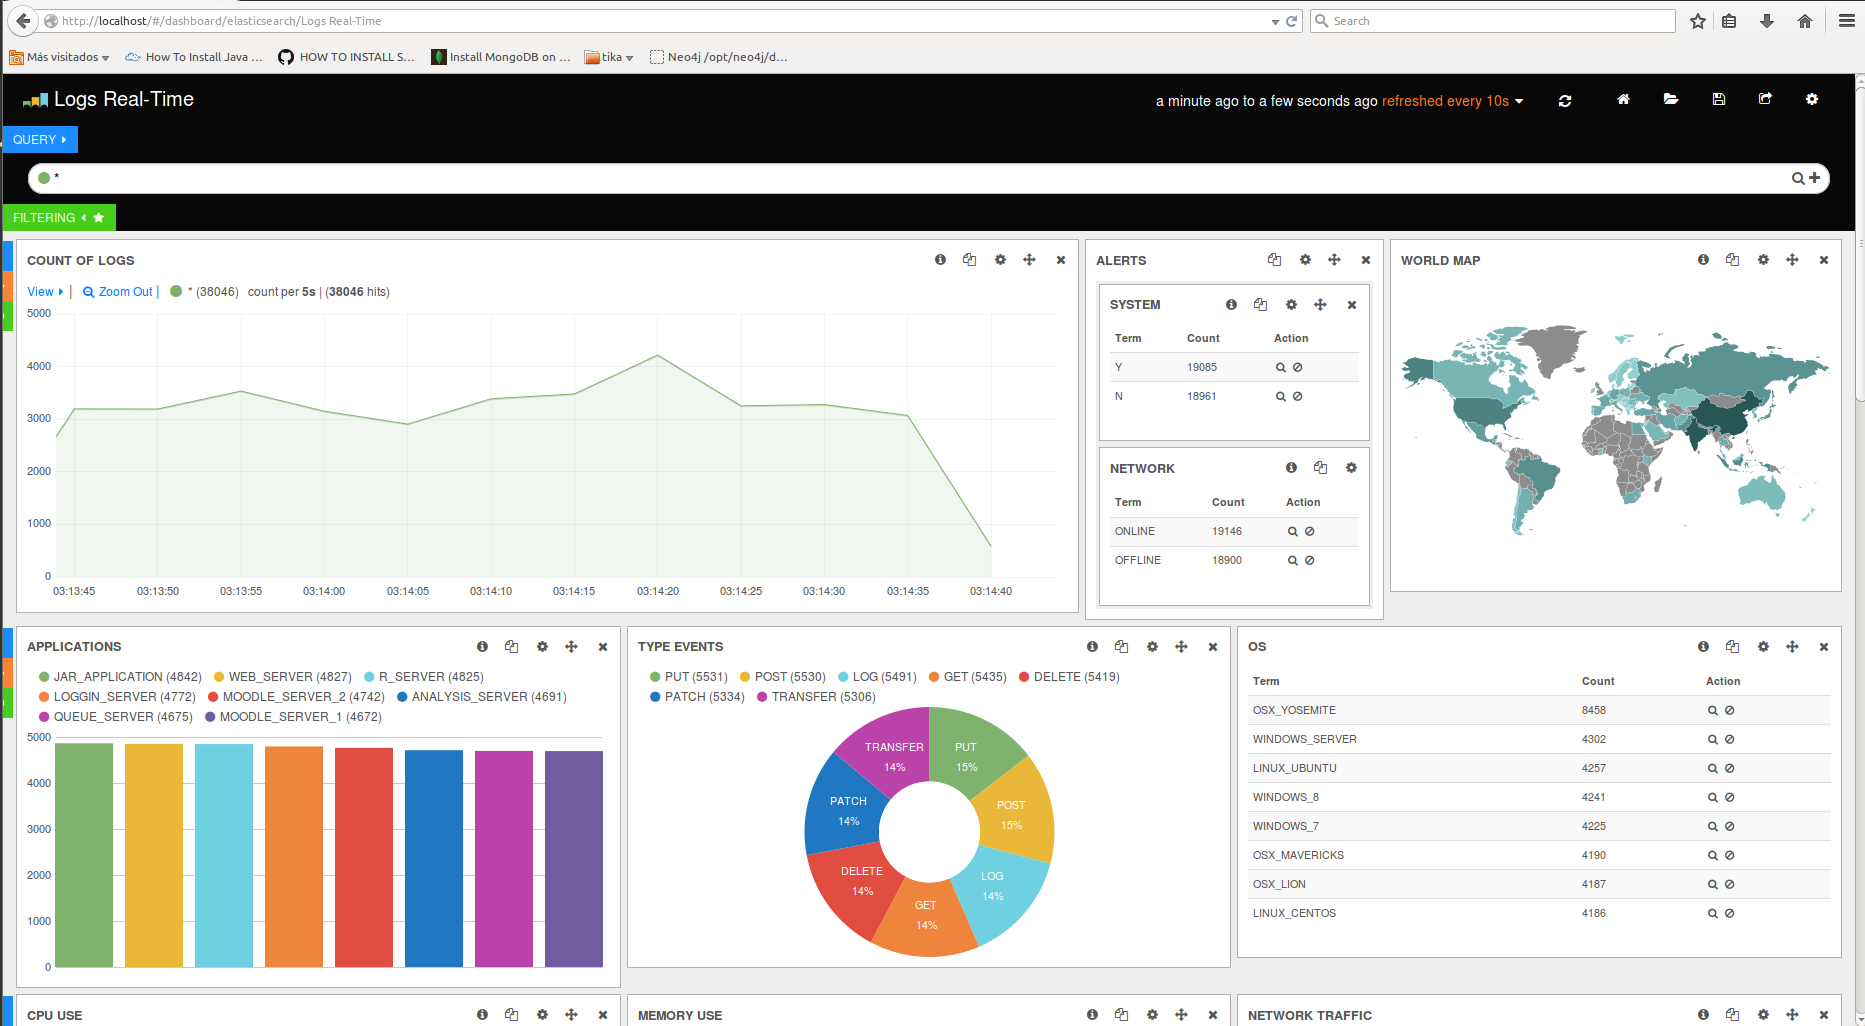 http://localhost/#/dashboard/elasticsearch/Logs Real-Time
Search
Más visitados
How To Install Java ...
HOW TO INSTALL S...
Install MongoDB on ...
tika
Neo4j /opt/neo4j/d...
Logs Real-Time
a minute ago to a few seconds ago refreshed every 10s
QUERY
*
FILTERING
COUNT OF LOGS
View | Zoom Out | * (38046) count per 5s | (38046 hits)
5000
4000
3000
2000
1000
0
03:13:45 03:13:50 03:13:55 03:14:00 03:14:05 03:14:10 03:14:15 03:14:20 03:14:25 03:14:30 03:14:35 03:14:40
ALERTS
SYSTEM
Term Count Action
Y 19085
N 18961
NETWORK
Term Count Action
ONLINE 19146
OFFLINE 18900
WORLD MAP
APPLICATIONS
JAR_APPLICATION (4842) WEB_SERVER (4827) R_SERVER (4825)
LOGGIN_SERVER (4772) MOODLE_SERVER_2 (4742) ANALYSIS_SERVER (4691)
QUEUE_SERVER (4675) MOODLE_SERVER_1 (4672)
5000
4000
3000
2000
1000
0
TYPE EVENTS
PUT (5531) POST (5530) LOG (5491) GET (5435) DELETE (5419)
PATCH (5334) TRANSFER (5306)
TRANSFER
14%
PUT
15%
PATCH
14%
POST
15%
DELETE
14%
LOG
14%
GET
14%
OS
Term Count Action
OSX_YOSEMITE 8458
WINDOWS_SERVER 4302
LINUX_UBUNTU 4257
WINDOWS_8 4241
WINDOWS_7 4225
OSX_MAVERICKS 4190
OSX_LION 4187
LINUX_CENTOS 4186
CPU USE
MEMORY USE
NETWORK TRAFFIC